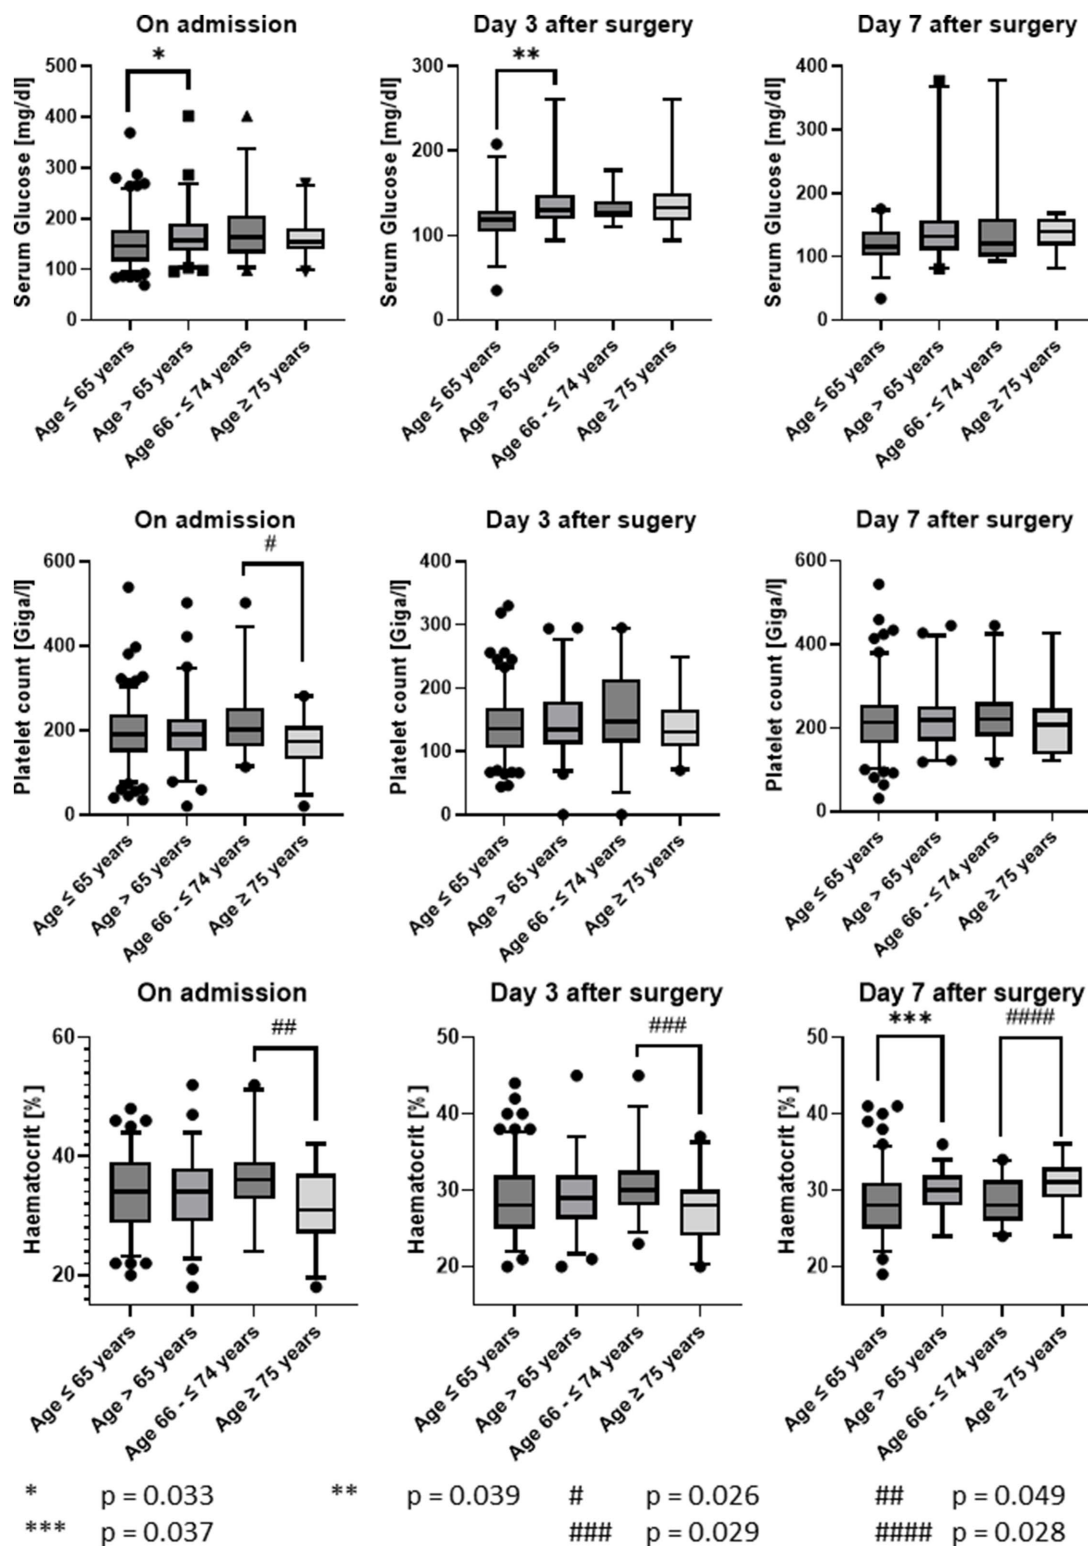 On admission
Day 3 after surgery
Day 7 after surgery
*
**
Serum Glucose [mg/dl]
500
400
300
200
100
0
Serum Glucose [mg/dl]
300
200
100
0
Serum Glucose [mg/dl]
400
300
200
100
0
Age ≤ 65 years
Age > 65 years
Age 66 - ≤ 74 years
Age ≥ 75 years
Age ≤ 65 years
Age > 65 years
Age 66 - ≤ 74 years
Age ≥ 75 years
Age ≤ 65 years
Age > 65 years
Age 66 - ≤ 74 years
Age ≥ 75 years
On admission
Day 3 after sugery
Day 7 after surgery
#
Platelet count [Giga/l]
600
400
200
0
Platelet count [Giga/l]
400
300
200
100
0
Platelet count [Giga/l]
600
400
200
0
Age ≤ 65 years
Age > 65 years
Age 66 - ≤ 74 years
Age ≥ 75 years
Age ≤ 65 years
Age > 65 years
Age 66 - ≤ 74 years
Age ≥ 75 years
Age ≤ 65 years
Age > 65 years
Age 66 - ≤ 74 years
Age ≥ 75 years
On admission
Day 3 after surgery
Day 7 after surgery
##
###
***
####
Haematocrit [%]
60
40
20
Haematocrit [%]
50
40
30
20
Haematocrit [%]
50
40
30
20
Age ≤ 65 years
Age > 65 years
Age 66 - ≤ 74 years
Age ≥ 75 years
Age ≤ 65 years
Age > 65 years
Age 66 - ≤ 74 years
Age ≥ 75 years
Age ≤ 65 years
Age > 65 years
Age 66 - ≤ 74 years
Age ≥ 75 years
* p = 0.033 ** p = 0.039 # p = 0.026 ## p = 0.049
*** p = 0.037 ### p = 0.029 #### p = 0.028